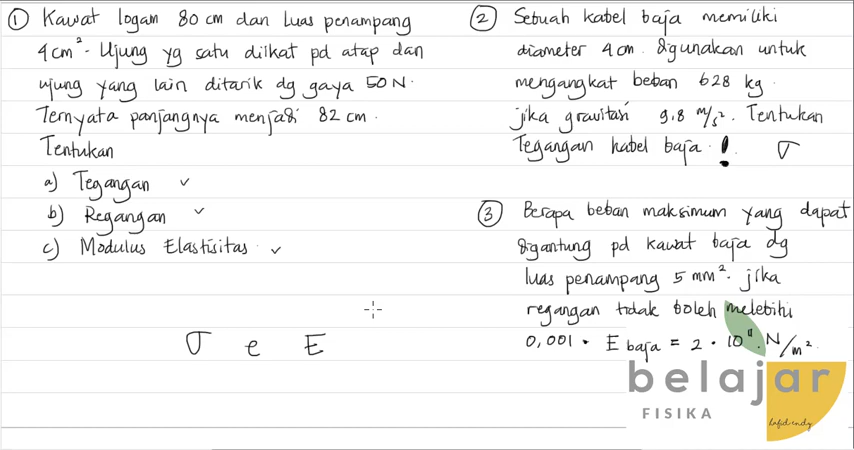 ① Kawat logam 80 cm dan Luas penampang
4 cm². Ujung yg satu diikat pd atap dan
ujung yang lain ditarik dg gaya 50 N.
Ternyata panjangnya menjadi 82 cm.
Tentukan
a) Tegangan ✓
b) Regangan ✓
c) Modulus Elastisitas. ✓
σ e E
② Sebuah kabel baja memiliki
diameter 4 cm. digunakan untuk
mengangkat beban 628 kg.
jika gravitasi 9.8 m/s². Tentukan
Tegangan kabel baja. ! σ
③ Berapa beban maksimum yang dapat
digantung pd kawat baja dg
luas penampang 5 mm². jika
regangan tidak boleh melebihi
0,001. E baja = 2 · 10¹¹ N/m².
belajar
FISIKA